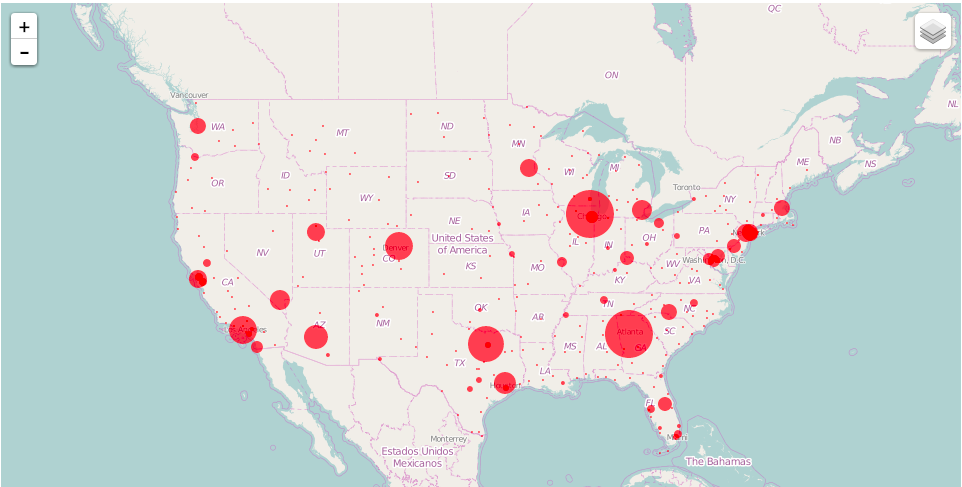 +
−
QC
ON
NL
Vancouver
WA
MT
ND
MN
NB
NS
ME
OR
ID
SD
WI
MI
Toronto
NY
WY
IA
Chicago
NV
UT
Denver
CO
NE
United States
of America
IL
IN
OH
PA
KS
MO
WV
Washington, D.C.
CA
KY
VA
Los Angeles
AZ
NM
OK
AR
TN
NC
SC
Atlanta
GA
TX
MS
AL
LA
Houston
FL
Miami
Monterrey
Estados Unidos
Mexicanos
The Bahamas